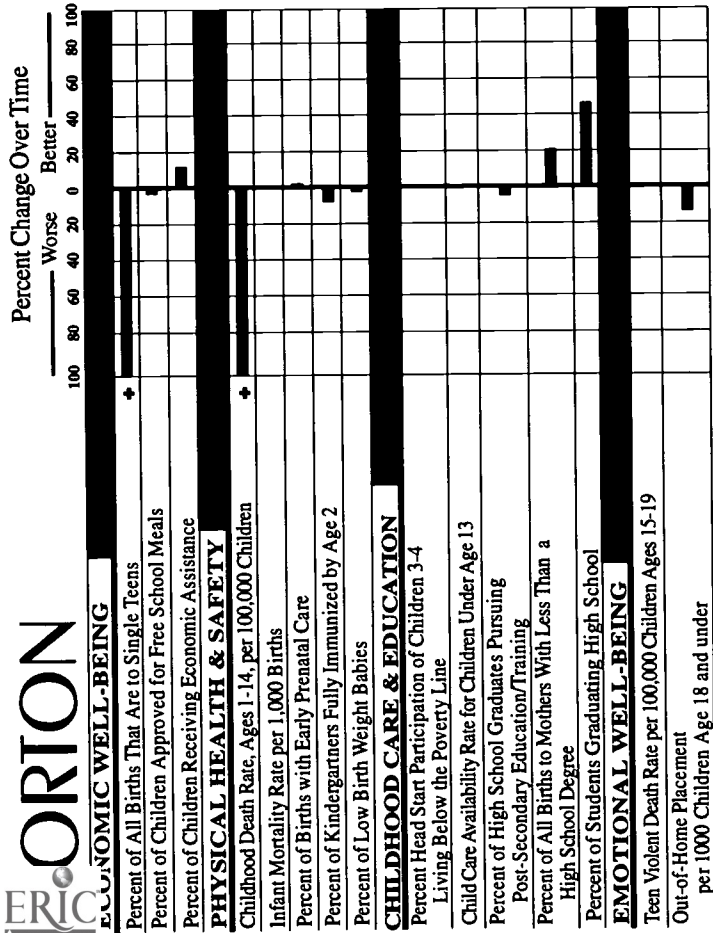 ORTON
Percent Change Over Time
Worse Better
100 80 60 40 20 0 20 40 60 80 100
ECONOMIC WELL-BEING
Percent of All Births That Are to Single Teens +
Percent of Children Approved for Free School Meals
Percent of Children Receiving Economic Assistance
PHYSICAL HEALTH & SAFETY
Childhood Death Rate, Ages 1-14, per 100,000 Children +
Infant Mortality Rate per 1,000 Births
Percent of Births with Early Prenatal Care
Percent of Kindergartners Fully Immunized by Age 2
Percent of Low Birth Weight Babies
CHILDHOOD CARE & EDUCATION
Percent Head Start Participation of Children 3-4
Living Below the Poverty Line
Child Care Availability Rate for Children Under Age 13
Percent of High School Graduates Pursuing
Post-Secondary Education/Training
Percent of All Births to Mothers With Less Than a
High School Degree
Percent of Students Graduating High School
EMOTIONAL WELL-BEING
Teen Violent Death Rate per 100,000 Children Ages 15-19
Out-of-Home Placement
per 1000 Children Age 18 and under
ERIC